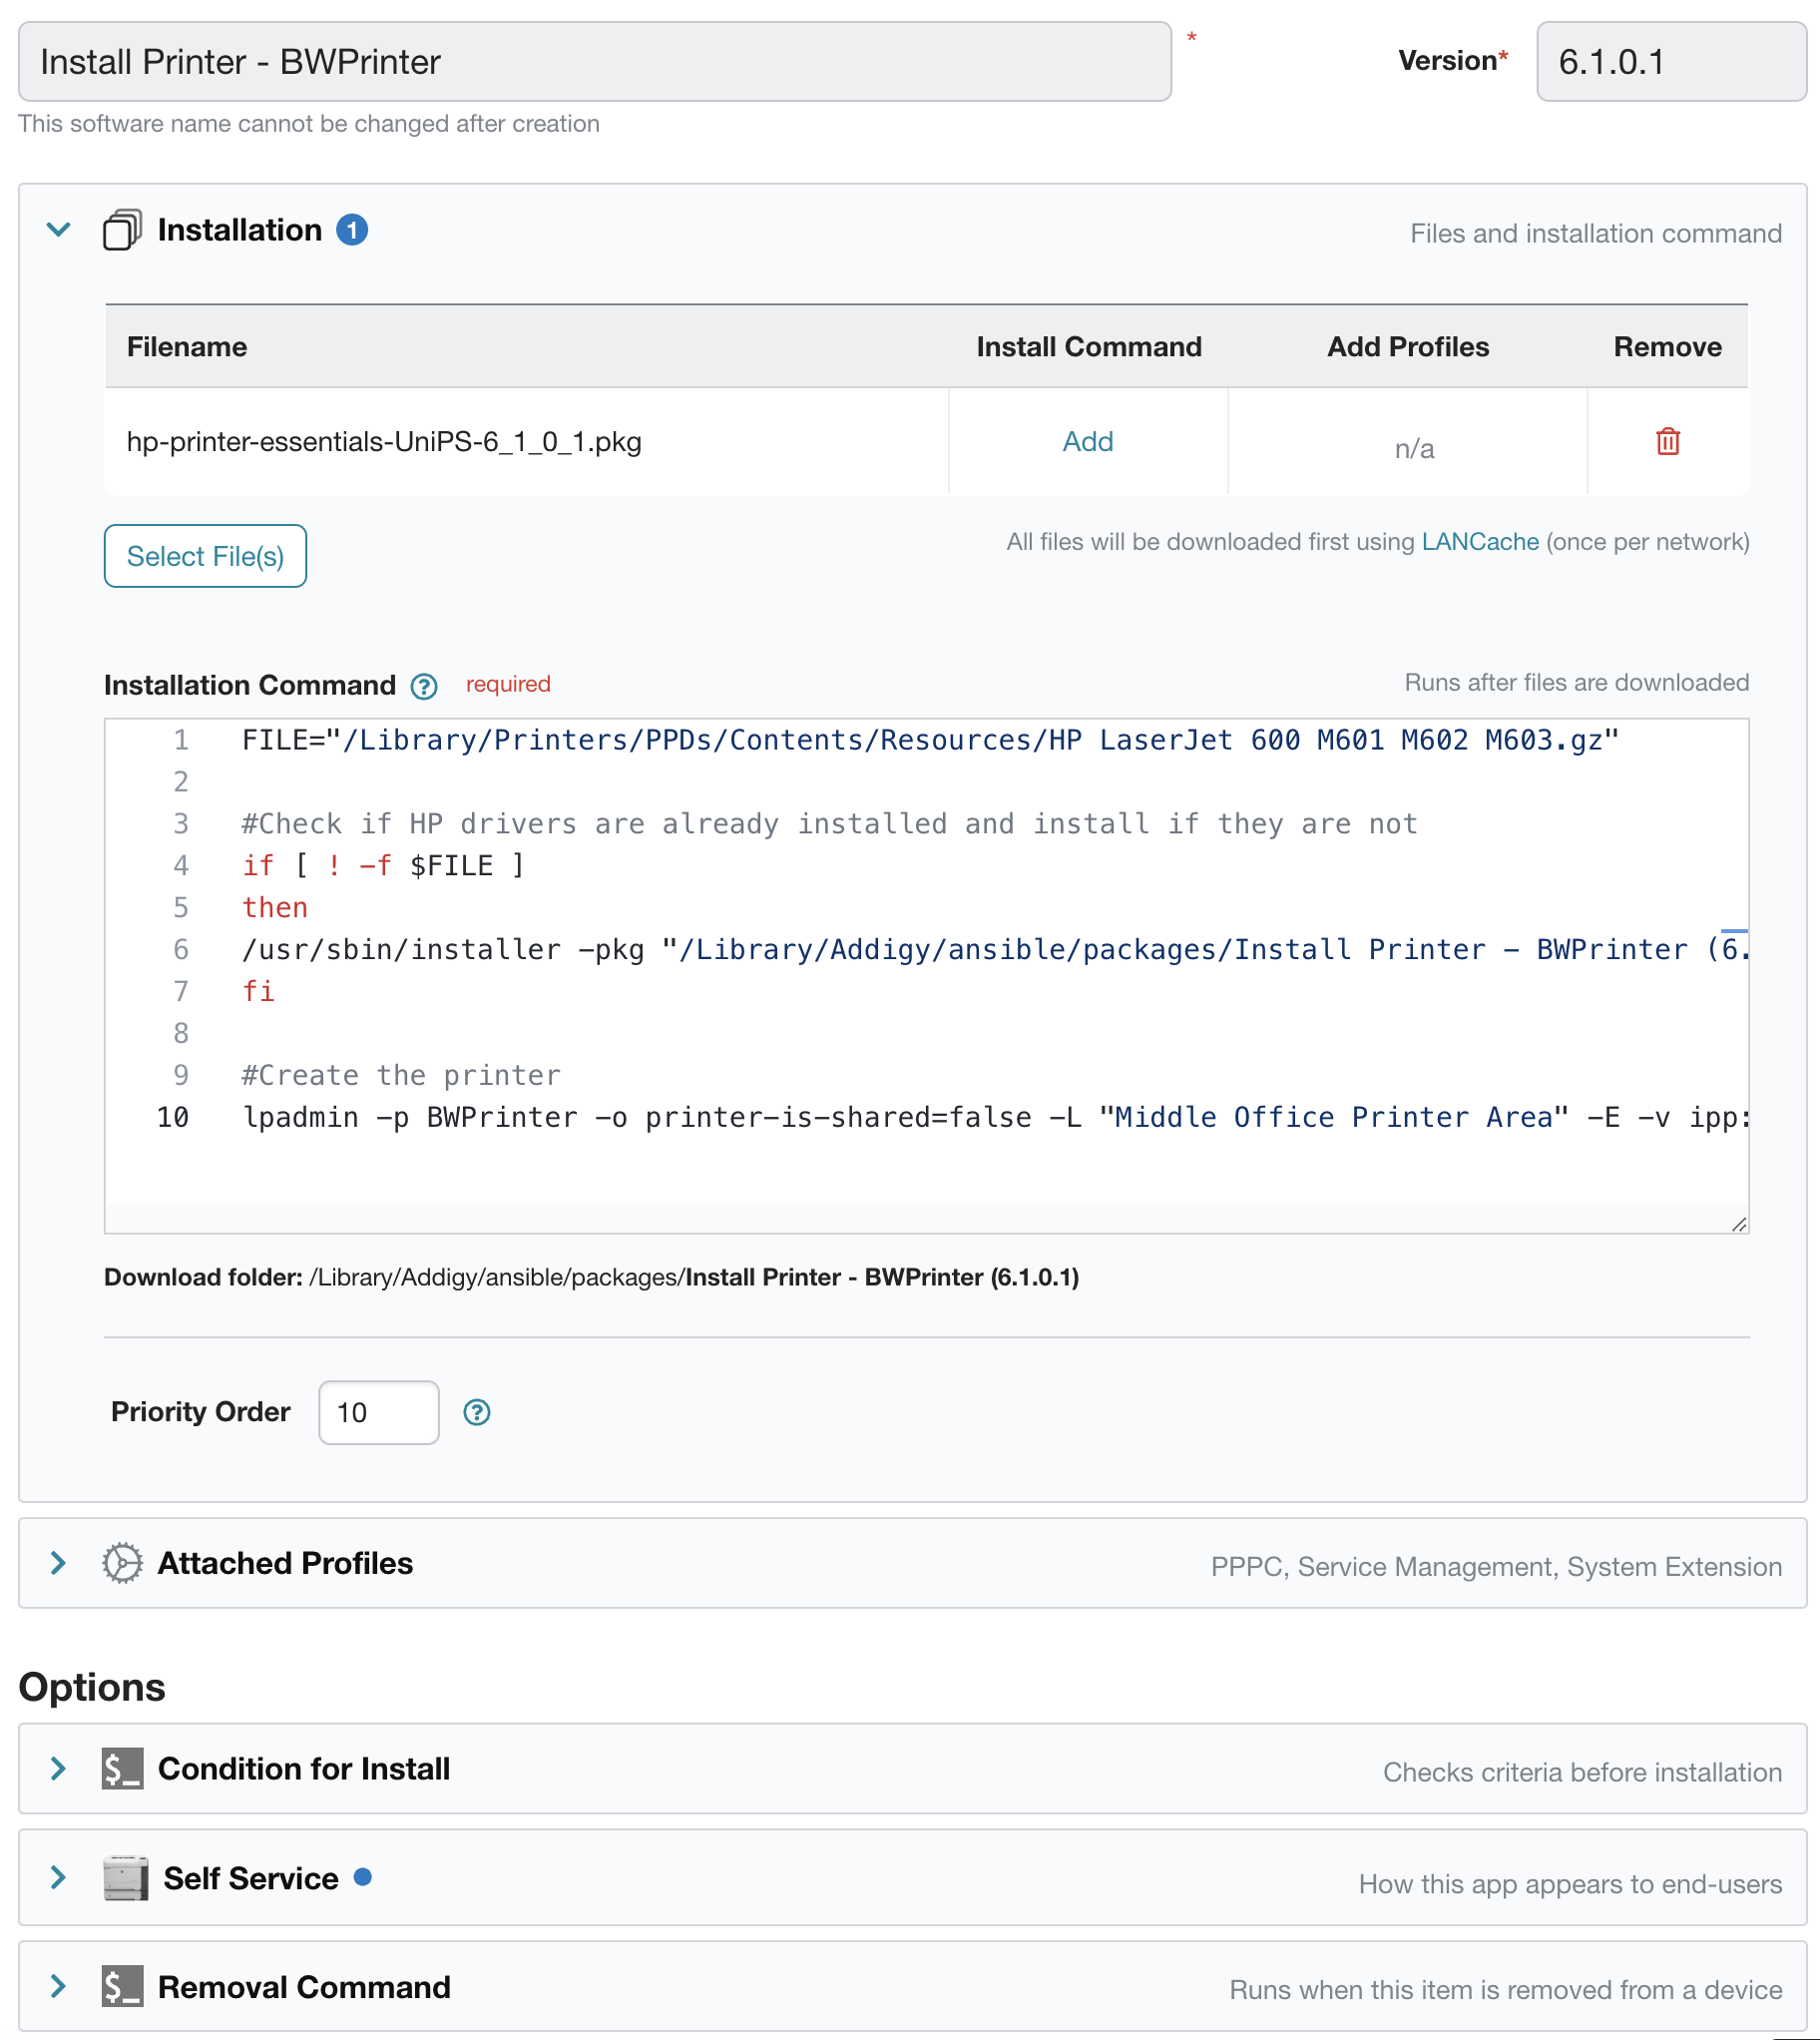 Install Printer - BWPrinter *
Version* 6.1.0.1
This software name cannot be changed after creation
Installation 1
Files and installation command
Filename Install Command Add Profiles Remove
hp-printer-essentials-UniPS-6_1_0_1.pkg Add n/a
Select File(s)
All files will be downloaded first using LANCache (once per network)
Installation Command ? required
Runs after files are downloaded
1 FILE="/Library/Printers/PPDs/Contents/Resources/HP LaserJet 600 M601 M602 M603.gz"
2
3 #Check if HP drivers are already installed and install if they are not
4 if [ ! -f $FILE ]
5 then
6 /usr/sbin/installer -pkg "/Library/Addigy/ansible/packages/Install Printer - BWPrinter (6.
7 fi
8
9 #Create the printer
10 lpadmin -p BWPrinter -o printer-is-shared=false -L "Middle Office Printer Area" -E -v ipp:
Download folder: /Library/Addigy/ansible/packages/Install Printer - BWPrinter (6.1.0.1)
Priority Order 10 ?
Attached Profiles
PPPC, Service Management, System Extension
Options
$_ Condition for Install
Checks criteria before installation
Self Service
How this app appears to end-users
$_ Removal Command
Runs when this item is removed from a device